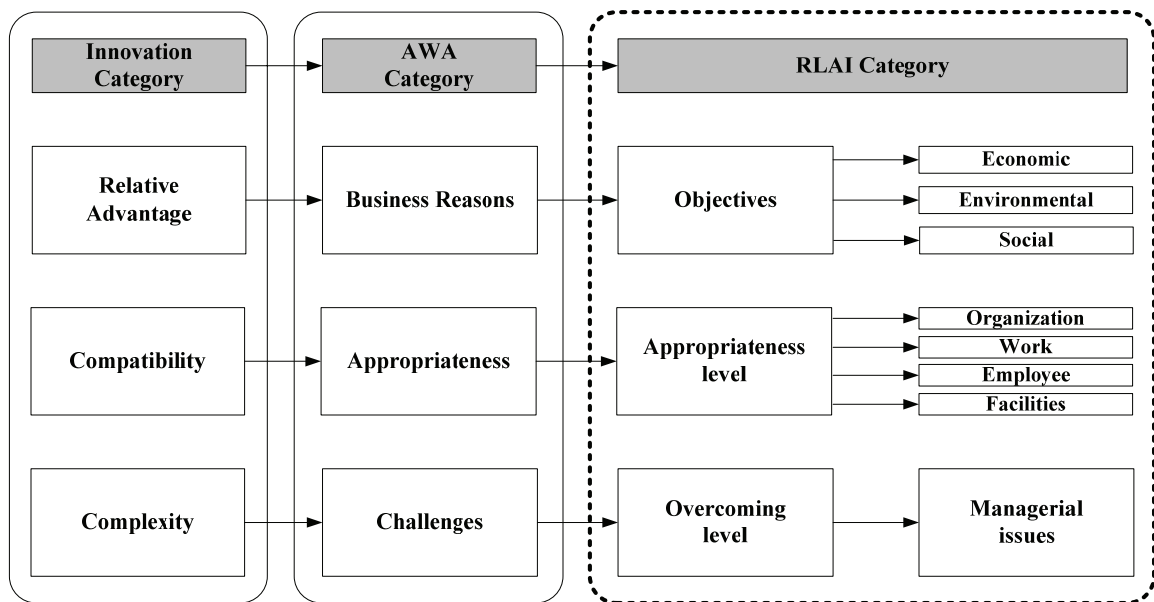 Innovation
Category
AWA
Category
RLAI Category
Relative
Advantage
Business Reasons
Objectives
Economic
Environmental
Social
Compatibility
Appropriateness
Appropriateness
level
Organization
Work
Employee
Facilities
Complexity
Challenges
Overcoming
level
Managerial
issues